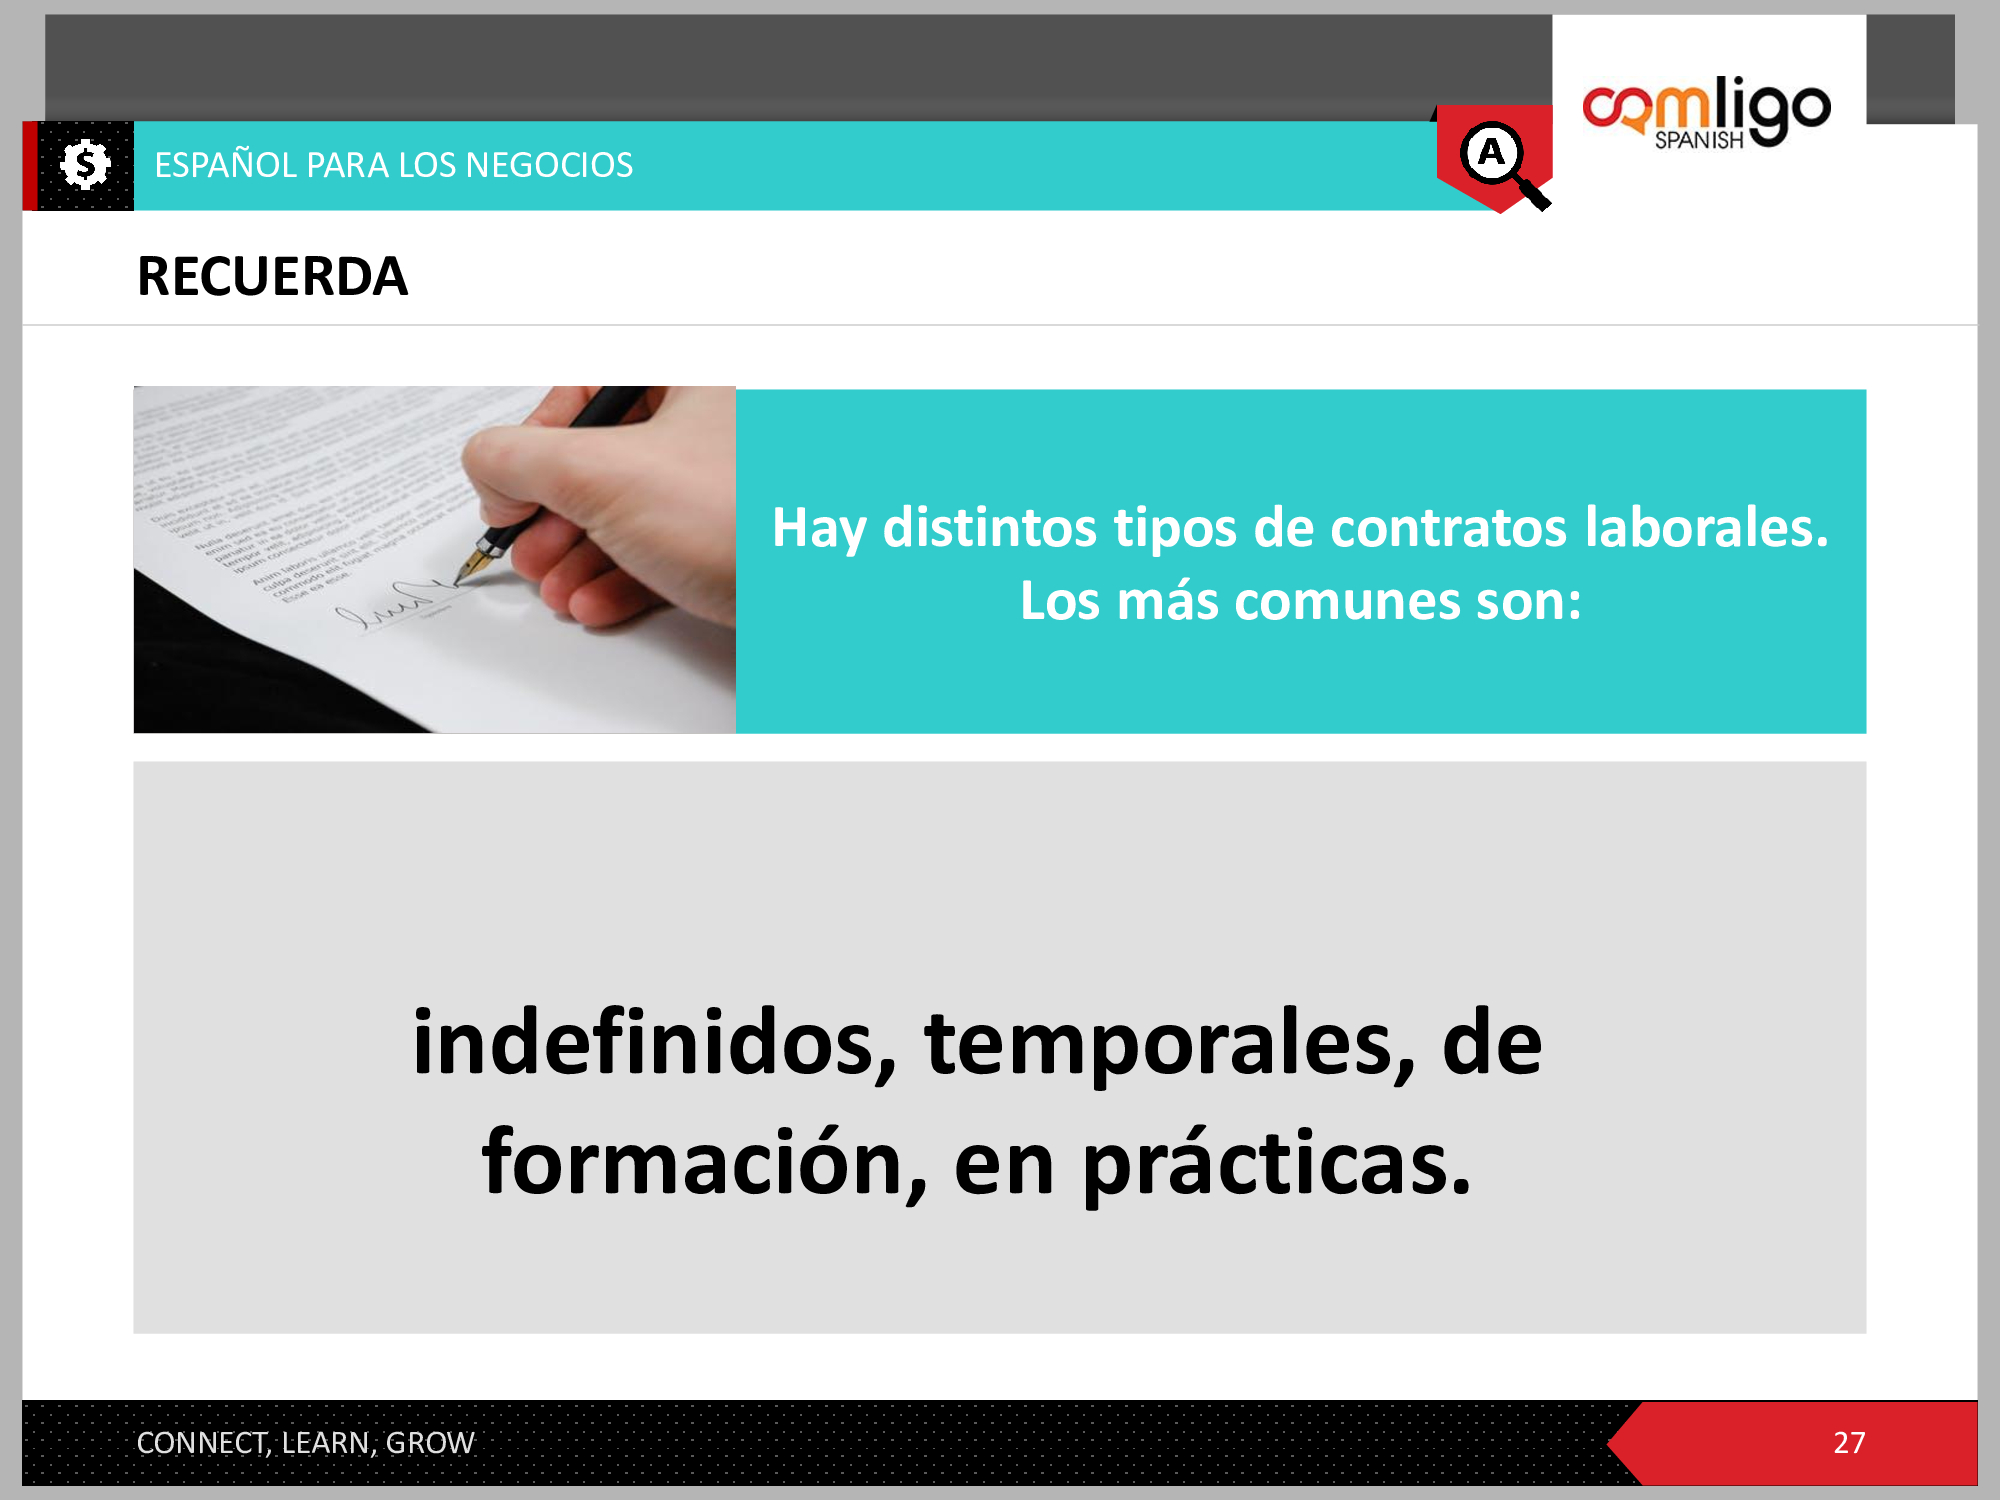 comligo
SPANISH
$
ESPAÑOL PARA LOS NEGOCIOS
A
RECUERDA
Hay distintos tipos de contratos laborales.
Los más comunes son:
indefinidos, temporales, de
formación, en prácticas.
CONNECT, LEARN, GROW
27